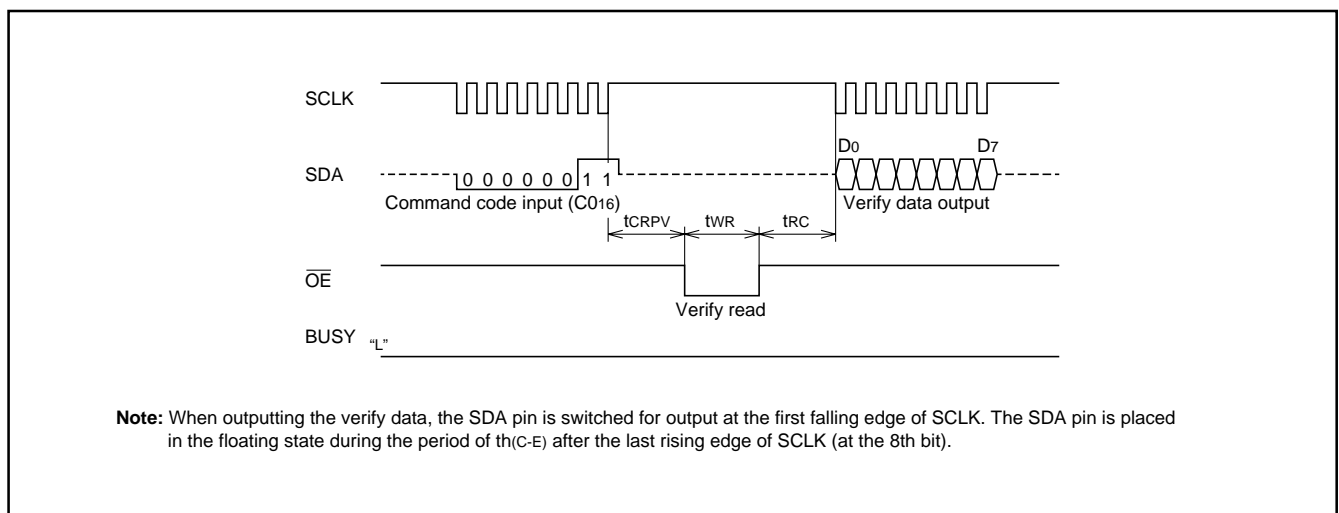 SCLK
D0 D7
SDA
0 0 0 0 0 0 1 1
Command code input (C016)
Verify data output
tCRPV tWR tRC
OE
Verify read
BUSY “L”
Note: When outputting the verify data, the SDA pin is switched for output at the first falling edge of SCLK. The SDA pin is placed
in the floating state during the period of th(C-E) after the last rising edge of SCLK (at the 8th bit).